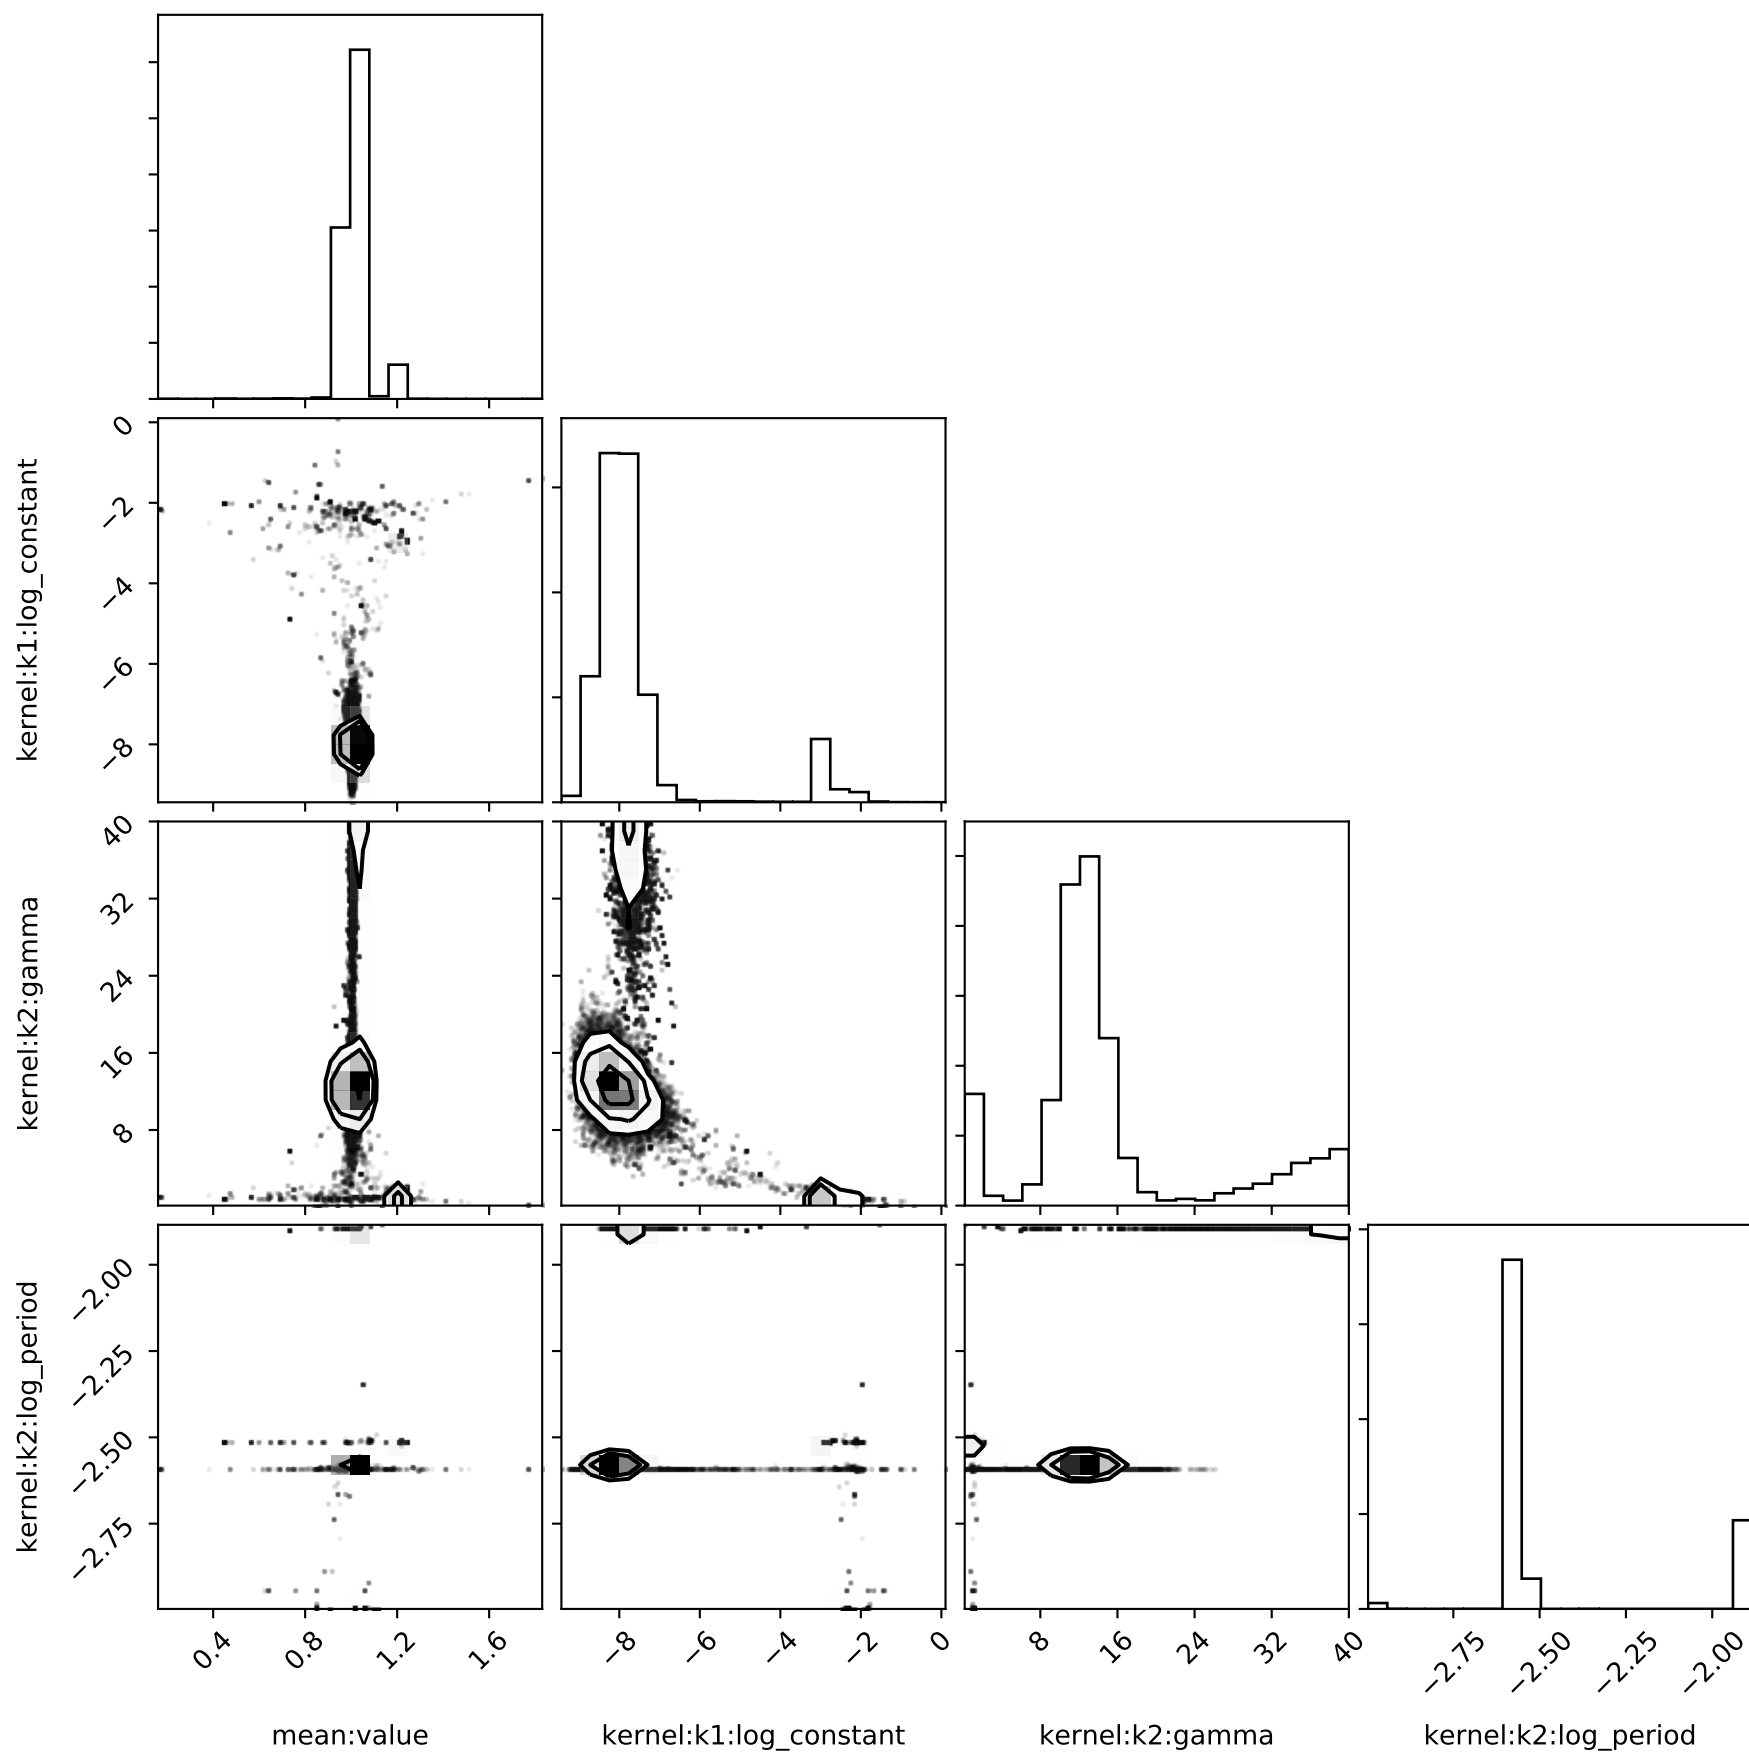 0
−2
−4
−6
−8
kernel:k1:log_constant
40
32
24
16
8
kernel:k2:gamma
−2.00
−2.25
−2.50
−2.75
kernel:k2:log_period
0.4 0.8 1.2 1.6
−8 −6 −4 −2 0
8 16 24 32 40
−2.75 −2.50 −2.25 −2.00
mean:value
kernel:k1:log_constant
kernel:k2:gamma
kernel:k2:log_period